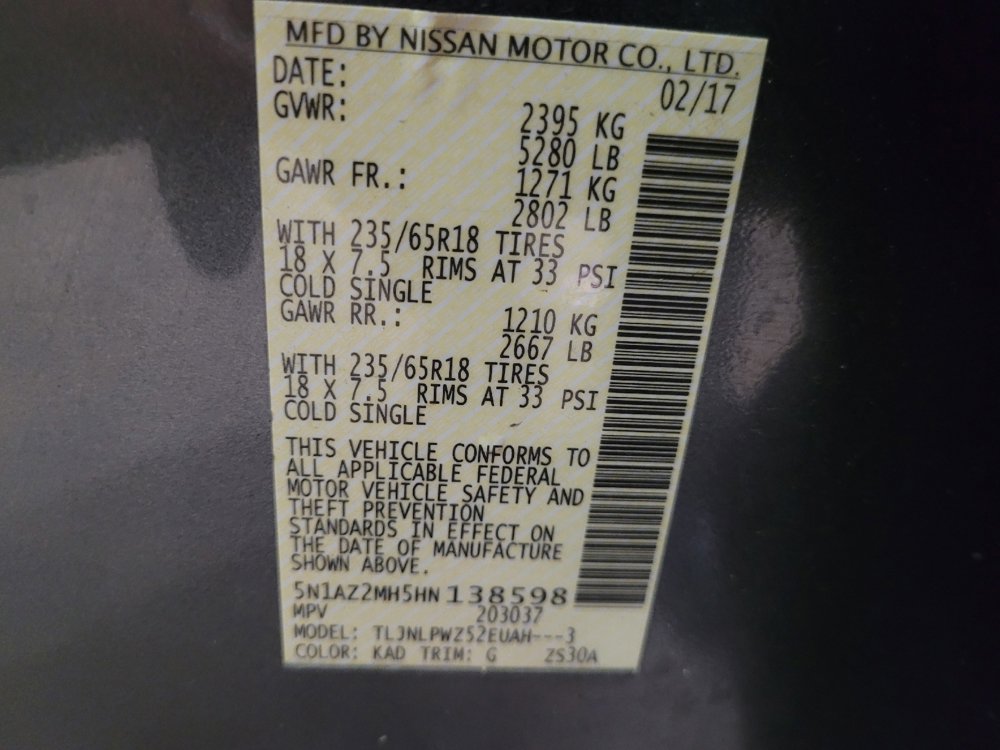 MFD BY NISSAN MOTOR CO., LTD.
DATE: 02/17
GVWR: 2395 KG
5280 LB
GAWR FR.: 1271 KG
2802 LB
WITH 235/65R18 TIRES
18 X 7.5 RIMS AT 33 PSI
COLD SINGLE
GAWR RR.: 1210 KG
2667 LB
WITH 235/65R18 TIRES
18 X 7.5 RIMS AT 33 PSI
COLD SINGLE
THIS VEHICLE CONFORMS TO
ALL APPLICABLE FEDERAL
MOTOR VEHICLE SAFETY AND
THEFT PREVENTION
STANDARDS IN EFFECT ON
THE DATE OF MANUFACTURE
SHOWN ABOVE.
5N1AZ2MH5HN138598
MPV 203037
MODEL: TLJNLPWZ52EUAH---3
COLOR: KAD TRIM: G ZS30A